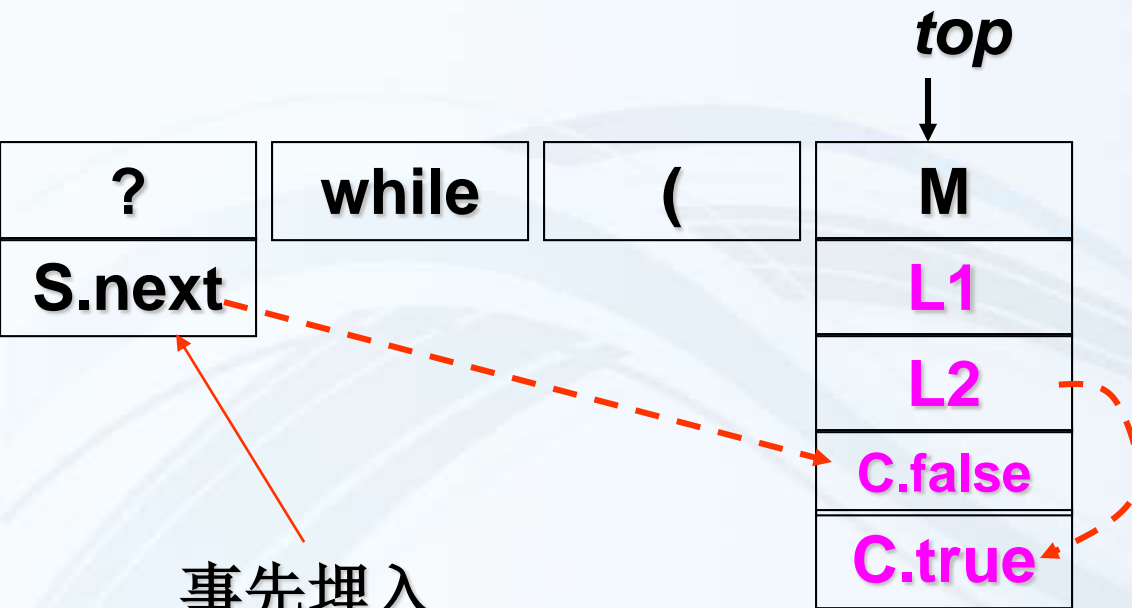 top
? while ( M
S.next L1
L2
C.false
C.true
事先埋入